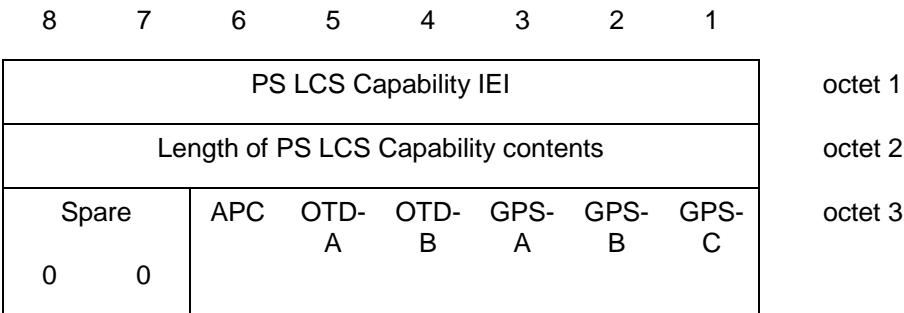 8 7 6 5 4 3 2 1
PS LCS Capability IEI octet 1
Length of PS LCS Capability contents octet 2
Spare APC OTD- OTD- GPS- GPS- GPS- octet 3
A B A B C
0 0